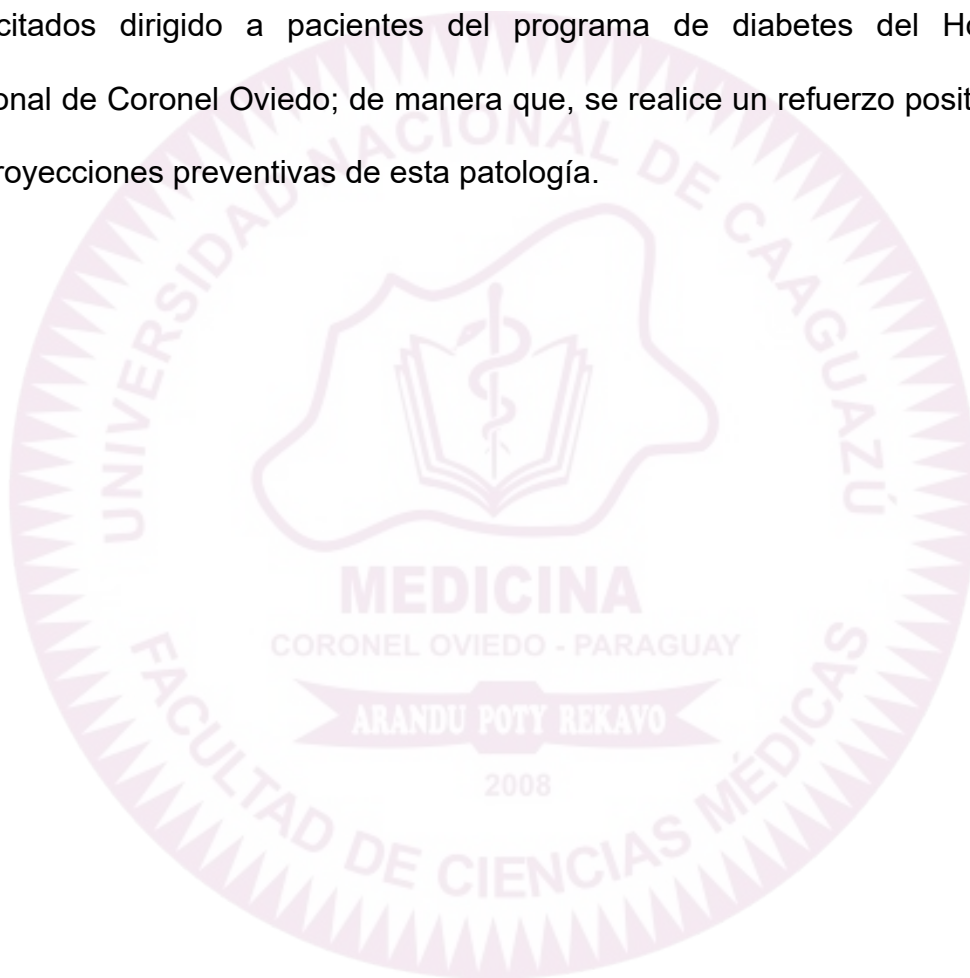 citados dirigido a pacientes del programa de diabetes del Ho
onal de Coronel Oviedo; de manera que, se realice un refuerzo posit
royecciones preventivas de esta patología.
UNIVERSIDAD NACIONAL DE CAAGUAZÚ
MEDICINA
CORONEL OVIEDO - PARAGUAY
ARANDU POTY REKAVO
2008
FACULTAD DE CIENCIAS MÉDICAS